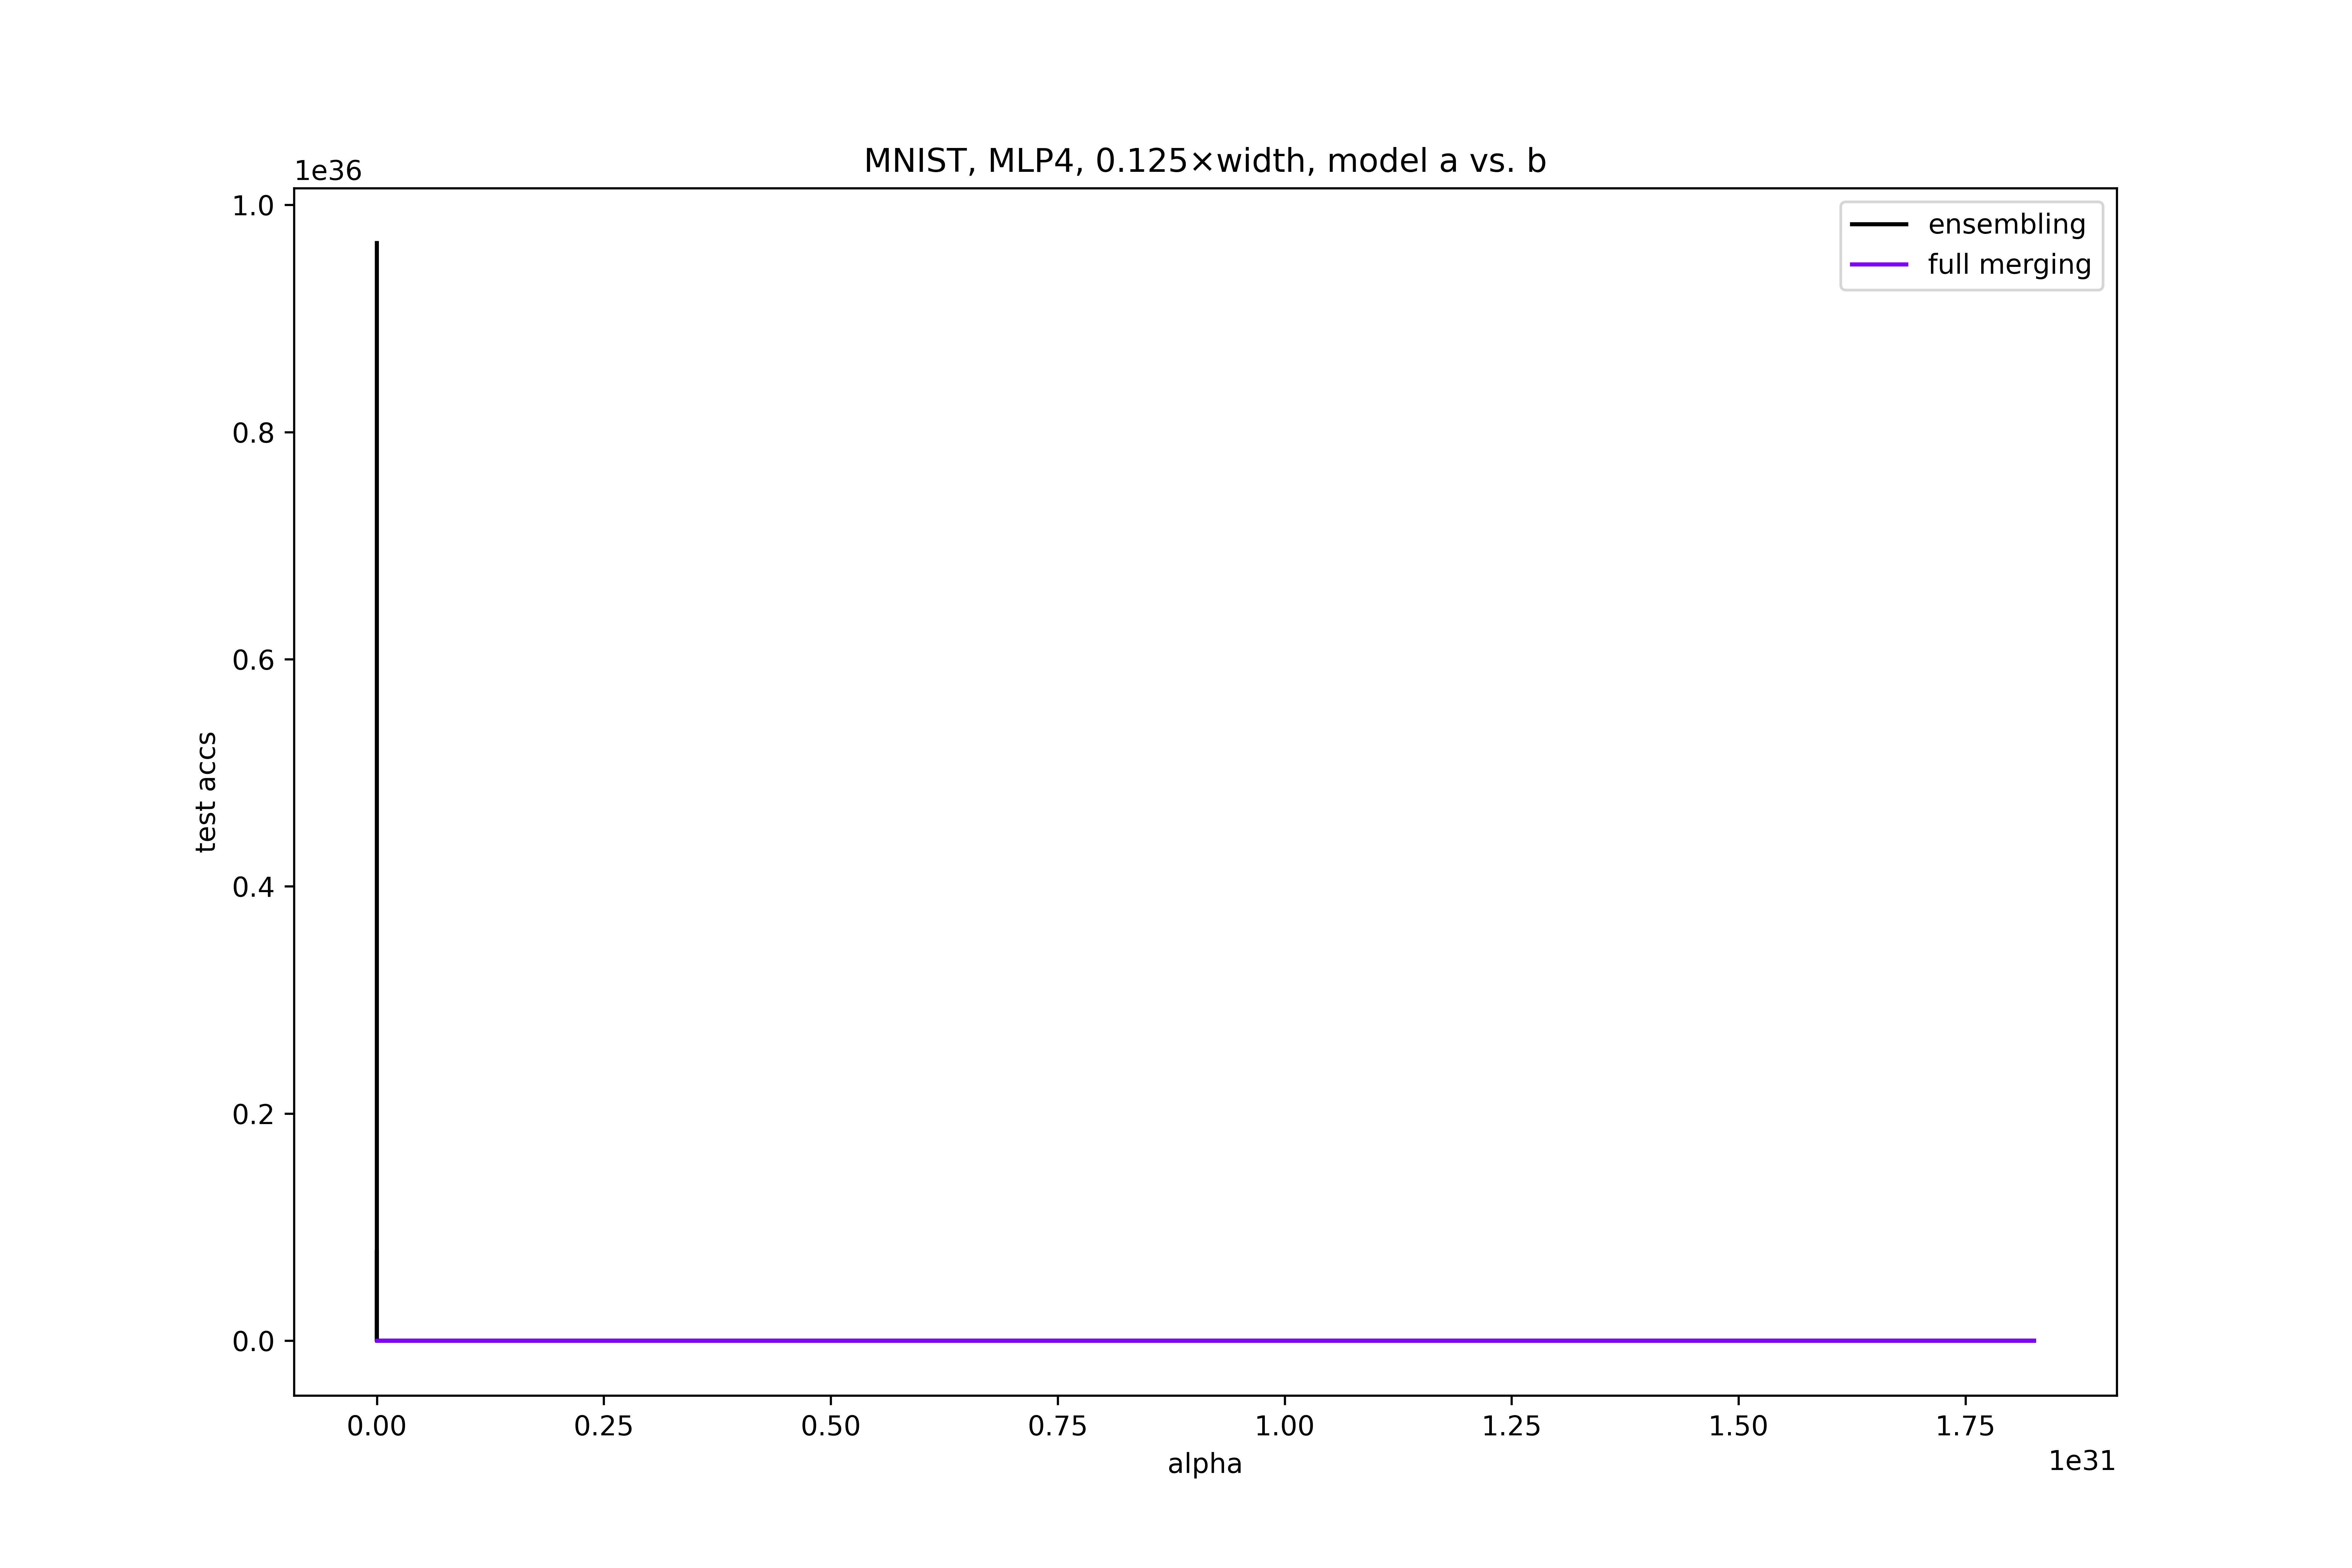 MNIST, MLP4, 0.125×width, model a vs. b
1e36
1.0
0.8
0.6
0.4
0.2
0.0
test accs
ensembling
full merging
0.00 0.25 0.50 0.75 1.00 1.25 1.50 1.75
alpha
1e31